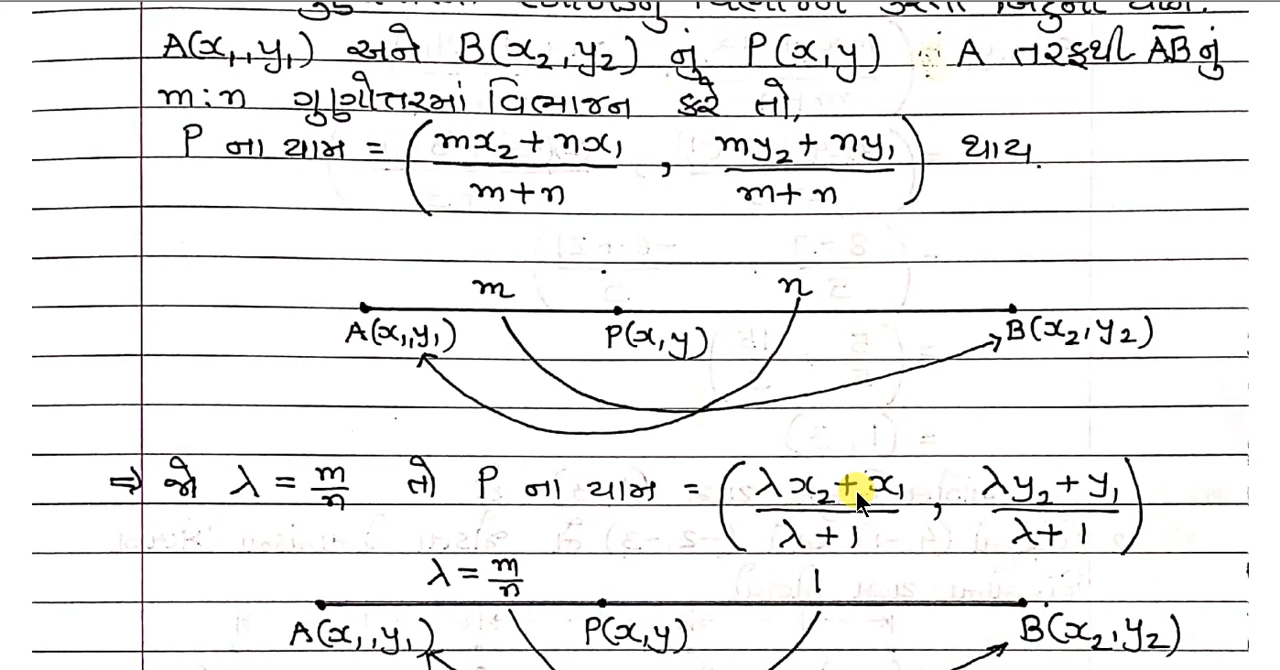 A(x₁,y₁) અને B(x₂,y₂) નું P(x,y) A તરફથી A̅B̅નું
m:n ગુણોત્તરમાં વિભાજન કરે તો,
P ના યામ = ( (mx₂ + nx₁)/(m+n) , (my₂ + ny₁)/(m+n) ) થાય.
m n
A(x₁,y₁) P(x,y) B(x₂,y₂)
⇒ જો λ = m/n તો P ના યામ = ( (λx₂ + x₁)/(λ+1) , (λy₂ + y₁)/(λ+1) )
λ = m/n 1
A(x₁,y₁) P(x,y) B(x₂,y₂)